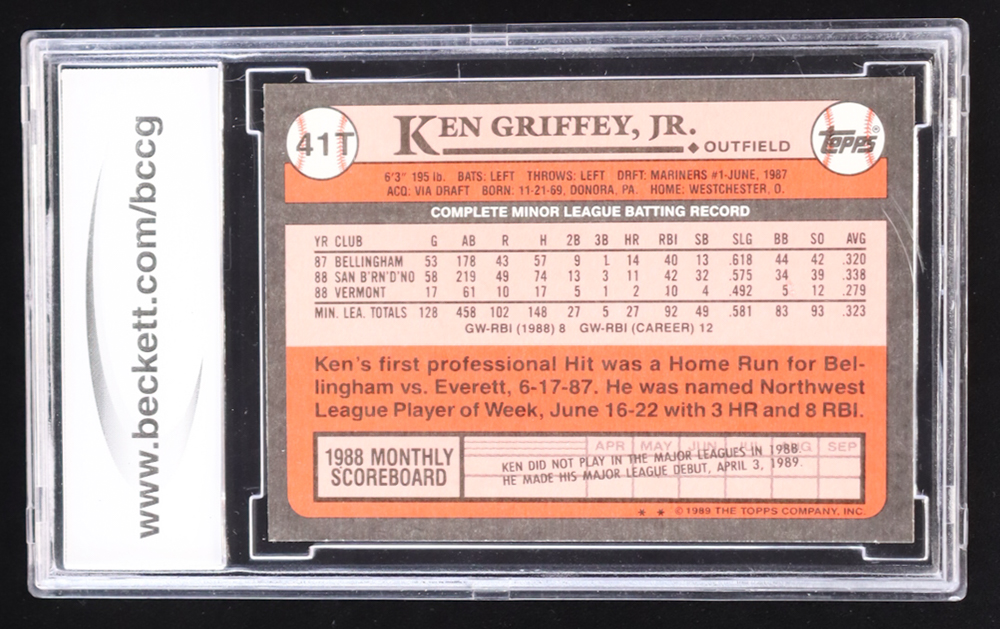 www.beckett.com/bccg
41T
KEN GRIFFEY, JR.
◆ OUTFIELD
Topps®
6'3" 195 lb. BATS: LEFT THROWS: LEFT DRFT: MARINERS #1-JUNE, 1987
ACQ: VIA DRAFT BORN: 11-21-69, DONORA, PA. HOME: WESTCHESTER, O.
COMPLETE MINOR LEAGUE BATTING RECORD
YR CLUB G AB R H 2B 3B HR RBI SB SLG BB SO AVG
87 BELLINGHAM 53 178 43 57 9 1 14 40 13 .618 44 42 .320
88 SAN B'RN'D'NO 58 219 49 74 13 3 11 42 32 .575 34 39 .338
88 VERMONT 17 61 10 17 5 1 2 10 4 .492 5 12 .279
MIN. LEA. TOTALS 128 458 102 148 27 5 27 92 49 .581 83 93 .323
GW-RBI (1988) 8 GW-RBI (CAREER) 12
Ken's first professional Hit was a Home Run for Bel-
lingham vs. Everett, 6-17-87. He was named Northwest
League Player of Week, June 16-22 with 3 HR and 8 RBI.
1988 MONTHLY
SCOREBOARD
APR MAY JUN JUL AUG SEP
KEN DID NOT PLAY IN THE MAJOR LEAGUES IN 1988.
HE MADE HIS MAJOR LEAGUE DEBUT, APRIL 3, 1989.
* * © 1989 THE TOPPS COMPANY, INC.